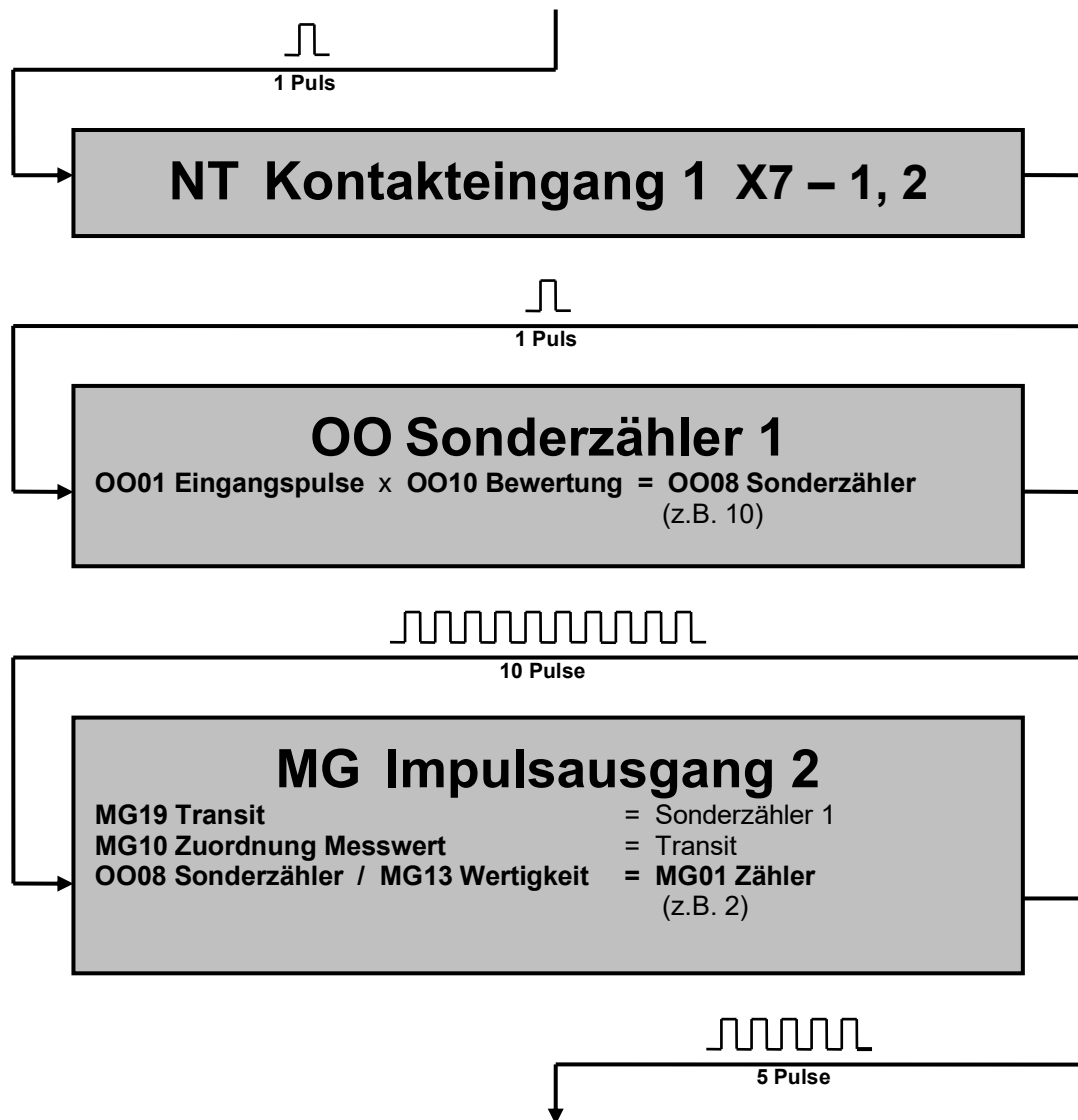 1 Puls
NT Kontakteingang 1 X7 – 1, 2
1 Puls
OO Sonderzähler 1
OO01 Eingangspulse x OO10 Bewertung = OO08 Sonderzähler
(z.B. 10)
10 Pulse
MG Impulsausgang 2
MG19 Transit = Sonderzähler 1
MG10 Zuordnung Messwert = Transit
OO08 Sonderzähler / MG13 Wertigkeit = MG01 Zähler
(z.B. 2)
5 Pulse